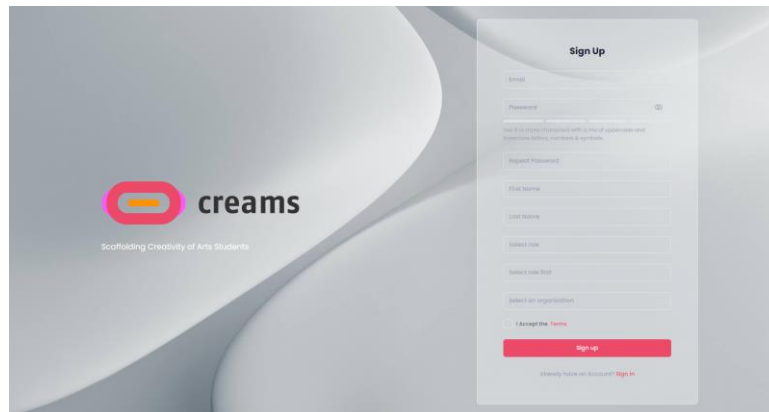 creams
Scaffolding Creativity of Arts Students
Sign Up
Email
Password
Use 8 or more characters with a mix of uppercase and
lowercase letters, numbers & symbols.
Repeat Password
First Name
Last Name
Select role
Select role first
Select an organization
I Accept the Terms
Sign up
Already have an Account? Sign in